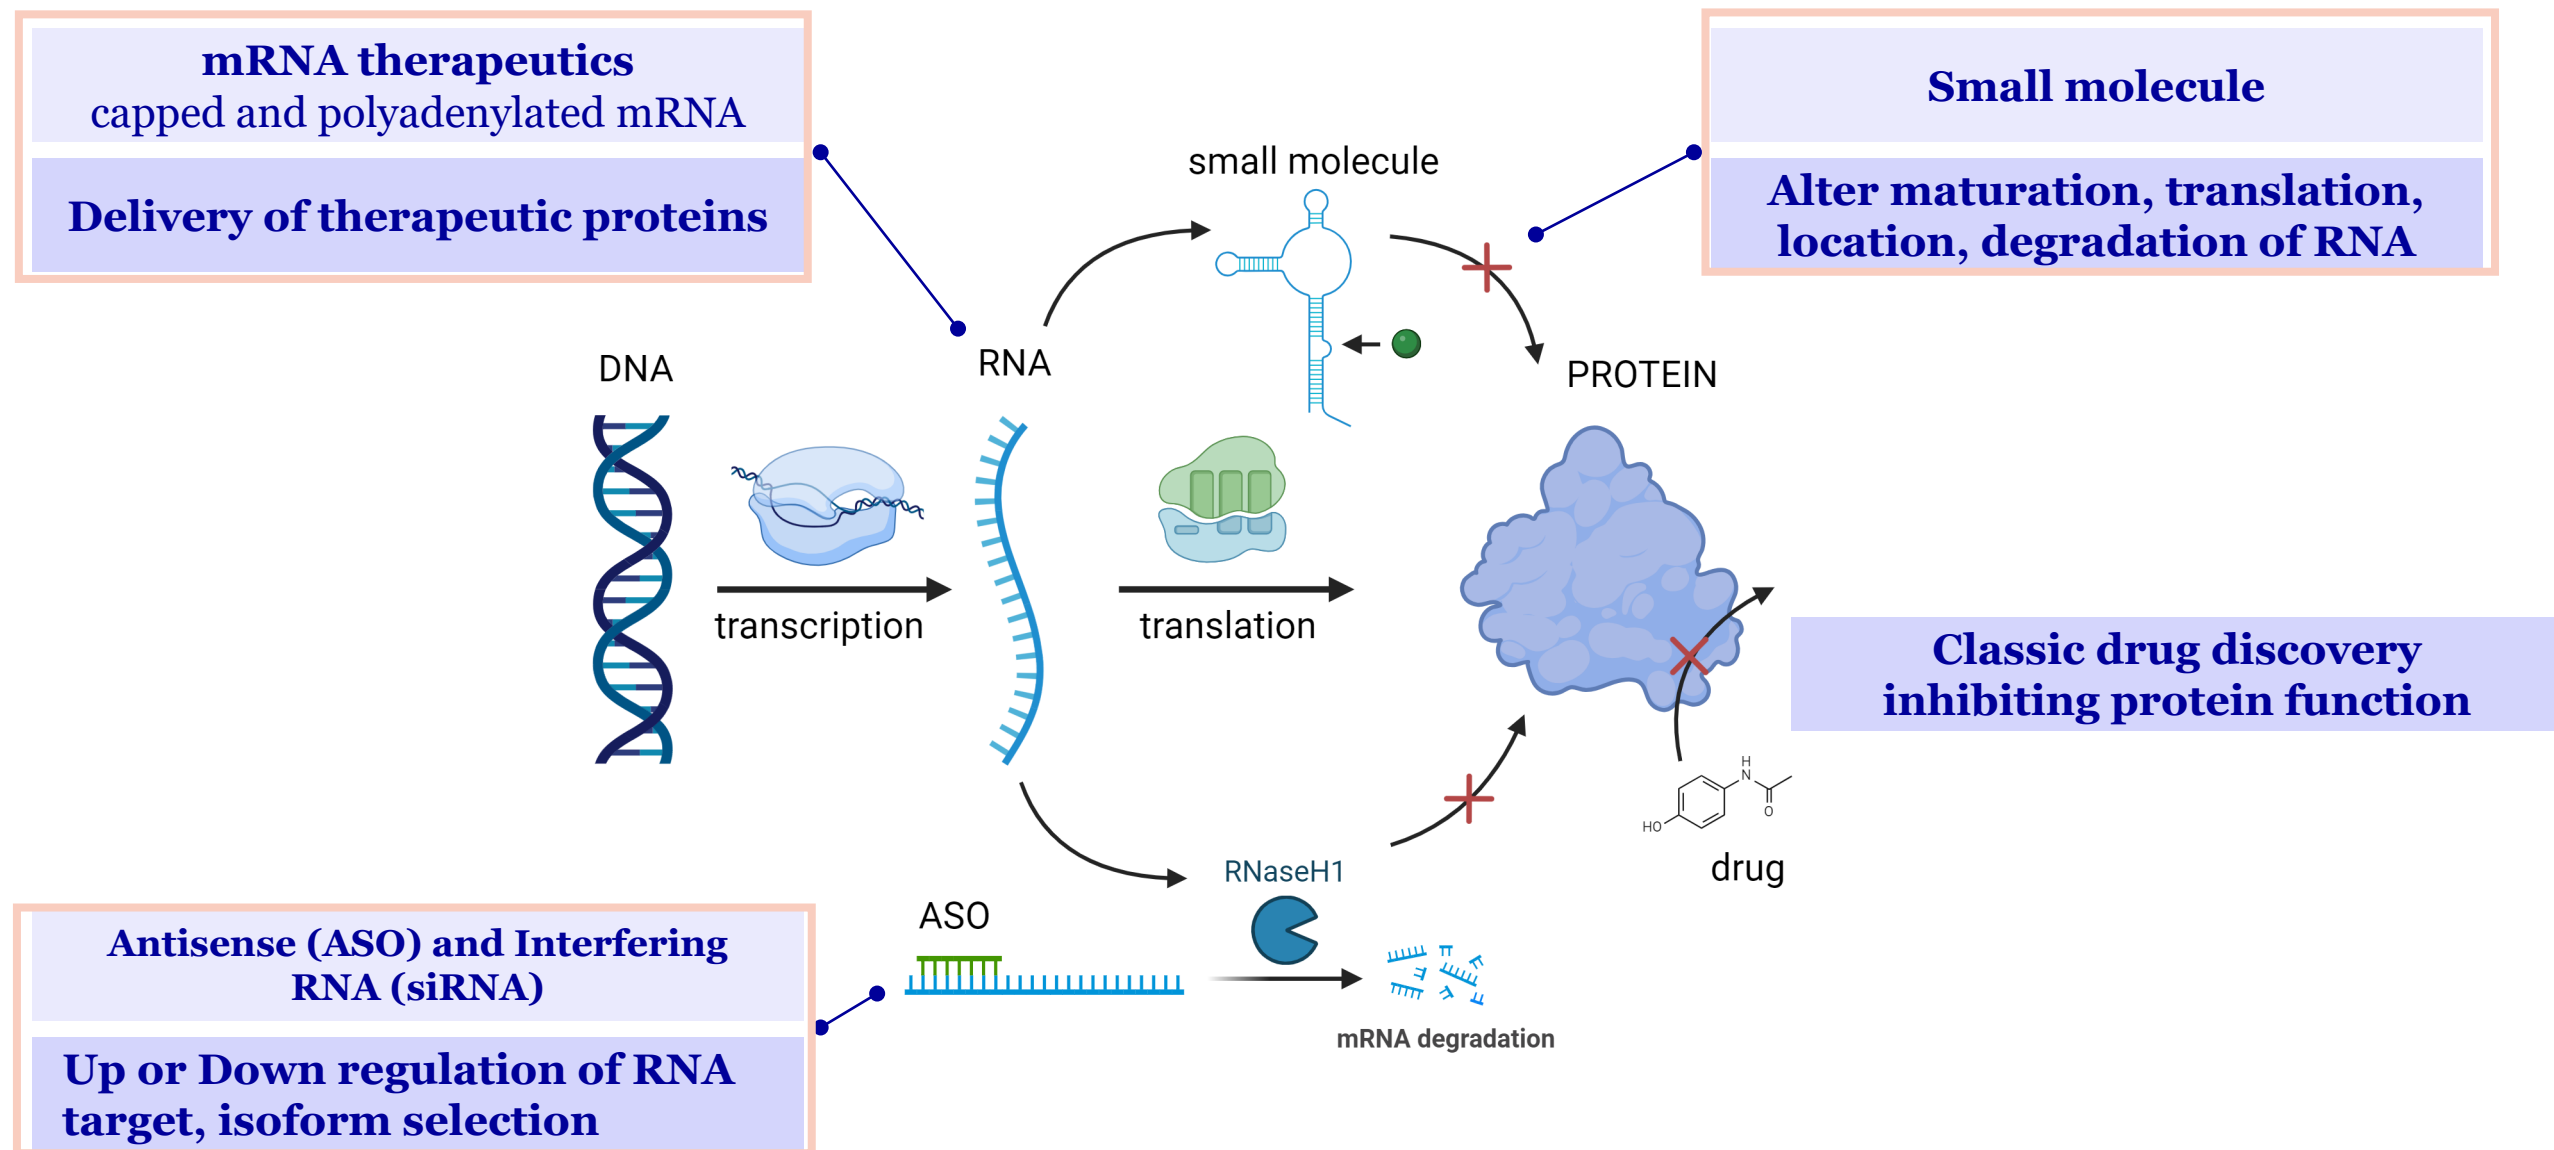 mRNA therapeutics
capped and polyadenylated mRNA
Delivery of therapeutic proteins
Small molecule
Alter maturation, translation,
location, degradation of RNA
small molecule
DNA
RNA
PROTEIN
transcription
translation
Classic drug discovery
inhibiting protein function
H
N
O
HO
drug
RNaseH1
ASO
mRNA degradation
Antisense (ASO) and Interfering
RNA (siRNA)
Up or Down regulation of RNA
target, isoform selection